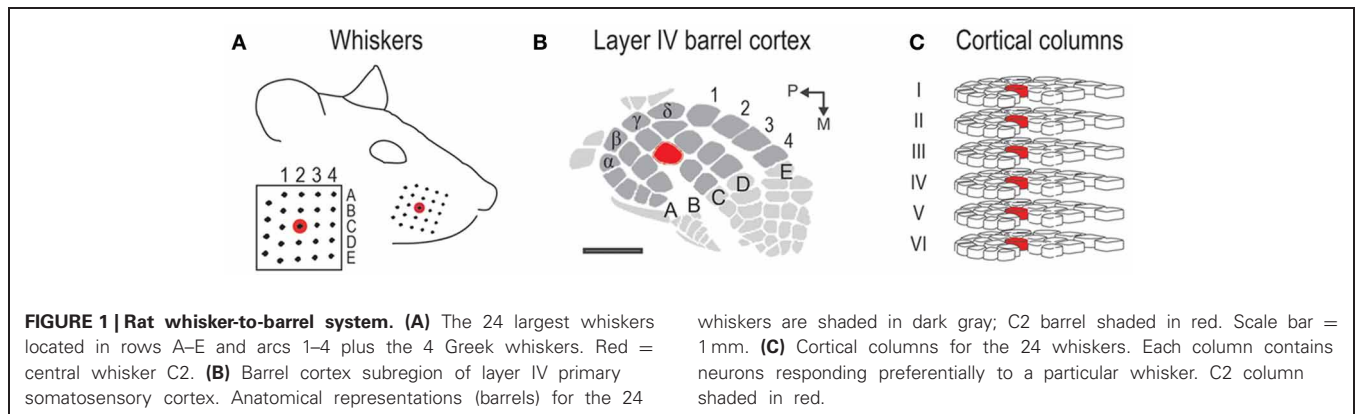 A Whiskers
1 2 3 4
A
B
C
D
E
B Layer IV barrel cortex
P
M
α β γ δ
1 2 3 4
A B C D E
C Cortical columns
I
II
III
IV
V
VI
FIGURE 1 | Rat whisker-to-barrel system. (A) The 24 largest whiskers
located in rows A–E and arcs 1–4 plus the 4 Greek whiskers. Red =
central whisker C2. (B) Barrel cortex subregion of layer IV primary
somatosensory cortex. Anatomical representations (barrels) for the 24
whiskers are shaded in dark gray; C2 barrel shaded in red. Scale bar =
1 mm. (C) Cortical columns for the 24 whiskers. Each column contains
neurons responding preferentially to a particular whisker. C2 column
shaded in red.